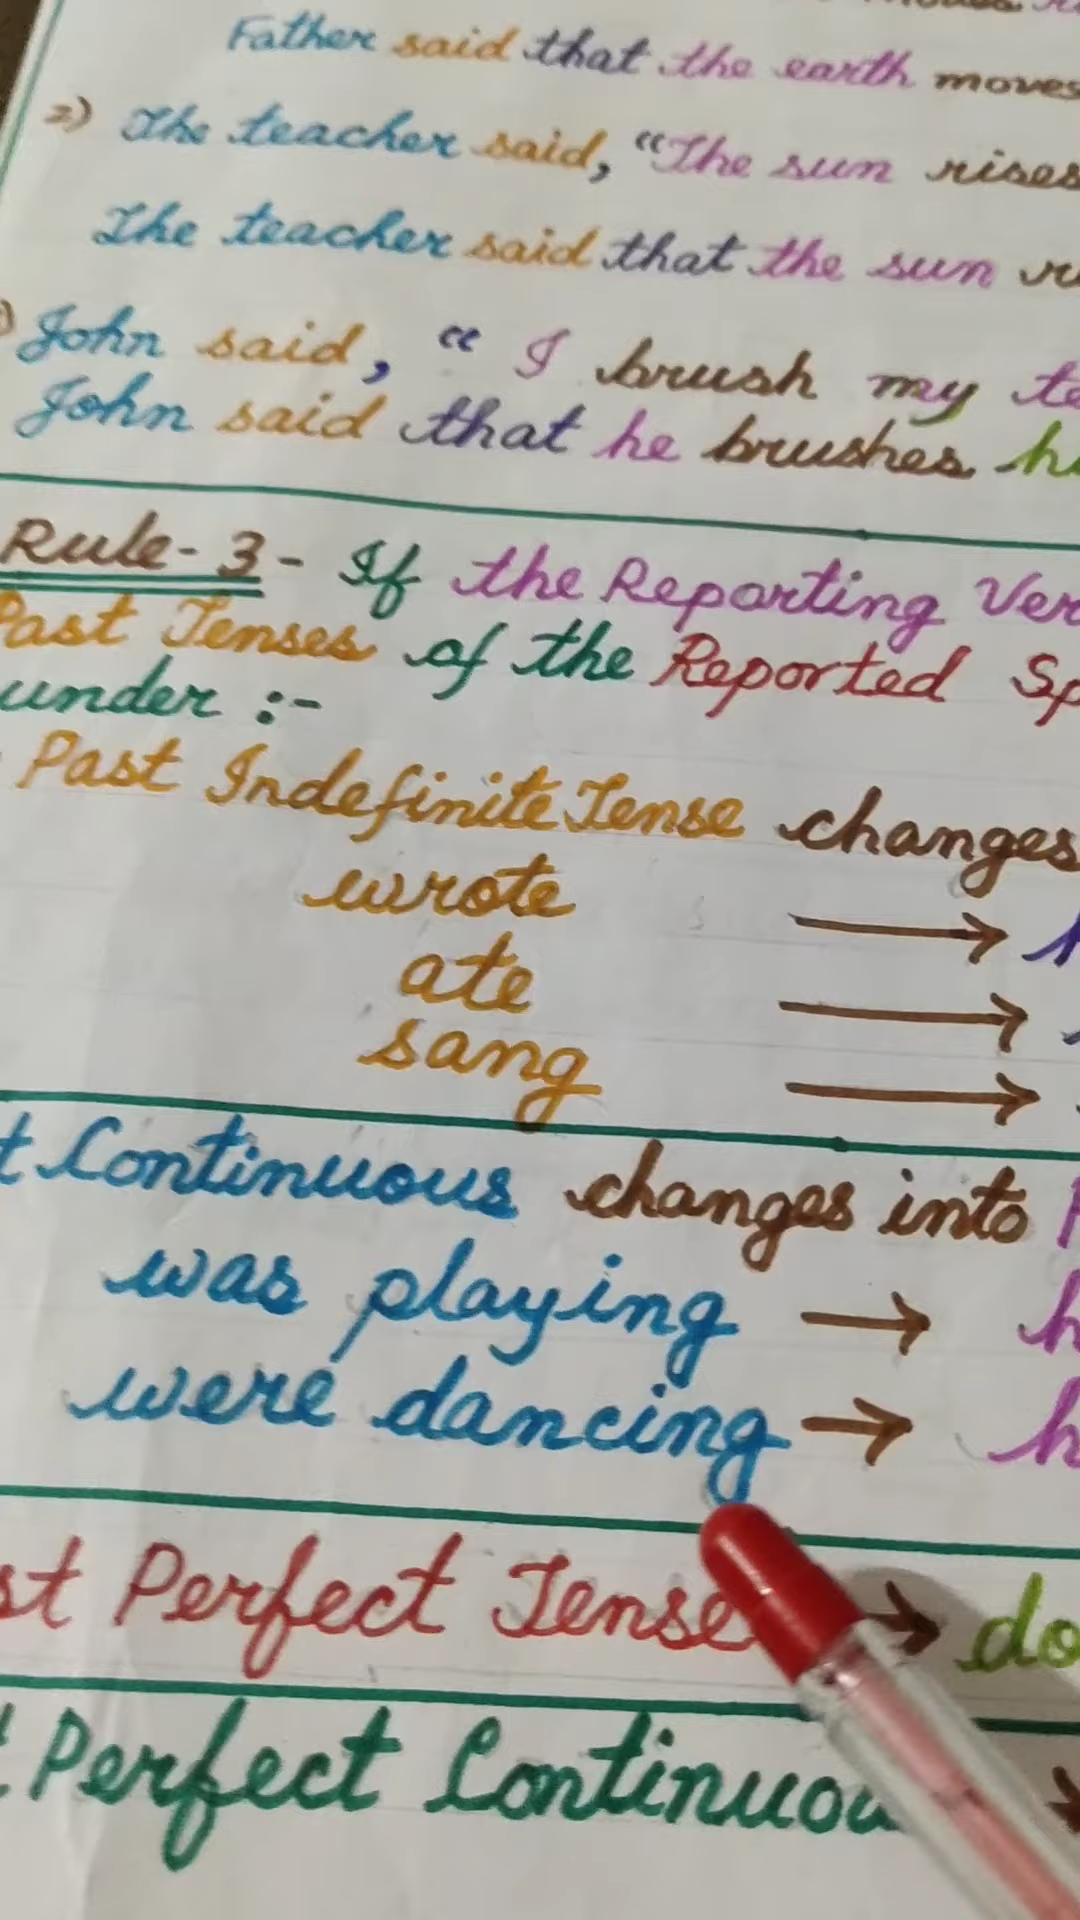 Father said that the earth moves
2) The teacher said, "The sun rises
The teacher said that the sun
John said, " I brush my
John said that he brushes
Rule-3- If the Reporting
Past Tenses of the Reported
under :-
Past Indefinite Tense changes
wrote →
ate →
sang →
Continuous changes into
was playing →
were dancing →
Perfect Tense →
Perfect